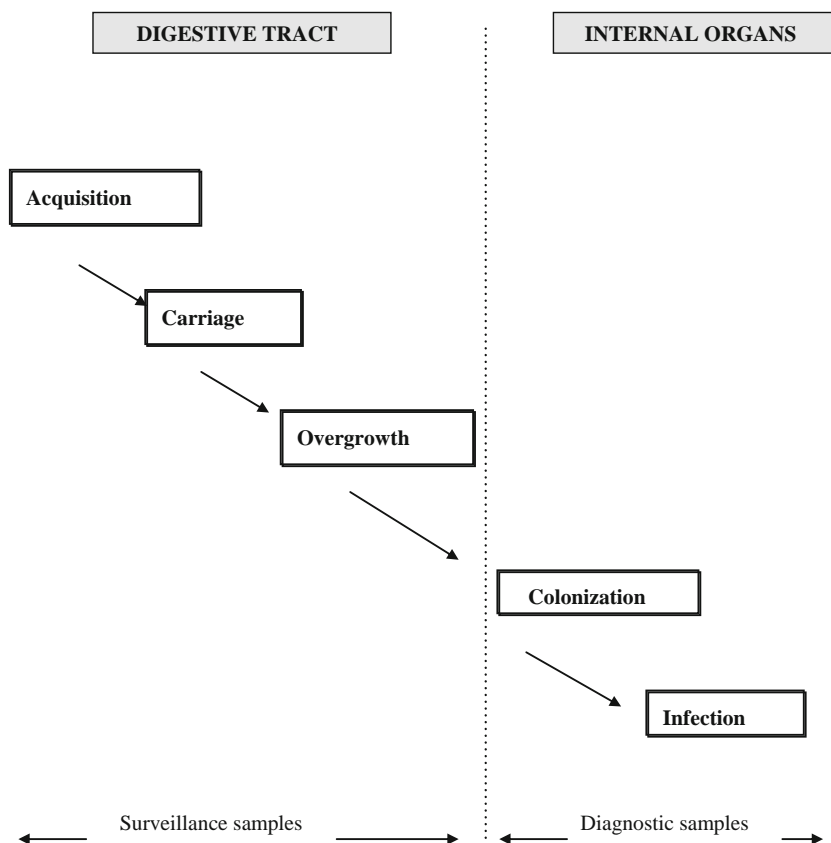 DIGESTIVE TRACT
INTERNAL ORGANS
Acquisition
Carriage
Overgrowth
Colonization
Infection
Surveillance samples
Diagnostic samples